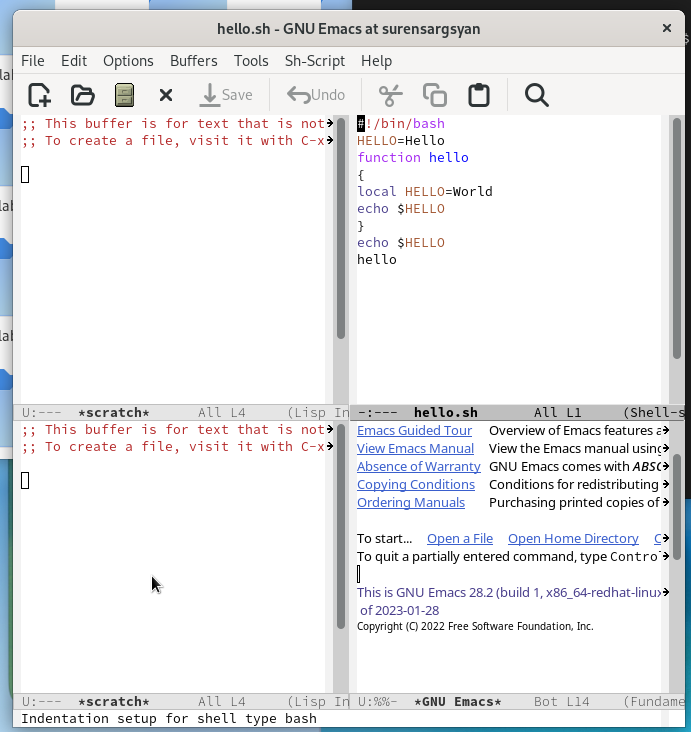 hello.sh - GNU Emacs at surensargsyan
File Edit Options Buffers Tools Sh-Script Help
Save Undo
;; This buffer is for text that is not
;; To create a file, visit it with C-x
U:--- *scratch* All L4 (Lisp In
#!/bin/bash
HELLO=Hello
function hello
{
local HELLO=World
echo $HELLO
}
echo $HELLO
hello
-:--- hello.sh All L1 (Shell-s
;; This buffer is for text that is not
;; To create a file, visit it with C-x
U:--- *scratch* All L4 (Lisp In
Emacs Guided Tour Overview of Emacs features a
View Emacs Manual View the Emacs manual using
Absence of Warranty GNU Emacs comes with ABSO
Copying Conditions Conditions for redistributing
Ordering Manuals Purchasing printed copies of
To start... Open a File Open Home Directory C
To quit a partially entered command, type Contro
This is GNU Emacs 28.2 (build 1, x86_64-redhat-linux
of 2023-01-28
Copyright (C) 2022 Free Software Foundation, Inc.
U:%%- *GNU Emacs* Bot L14 (Fundame
Indentation setup for shell type bash
lab
lab
lab